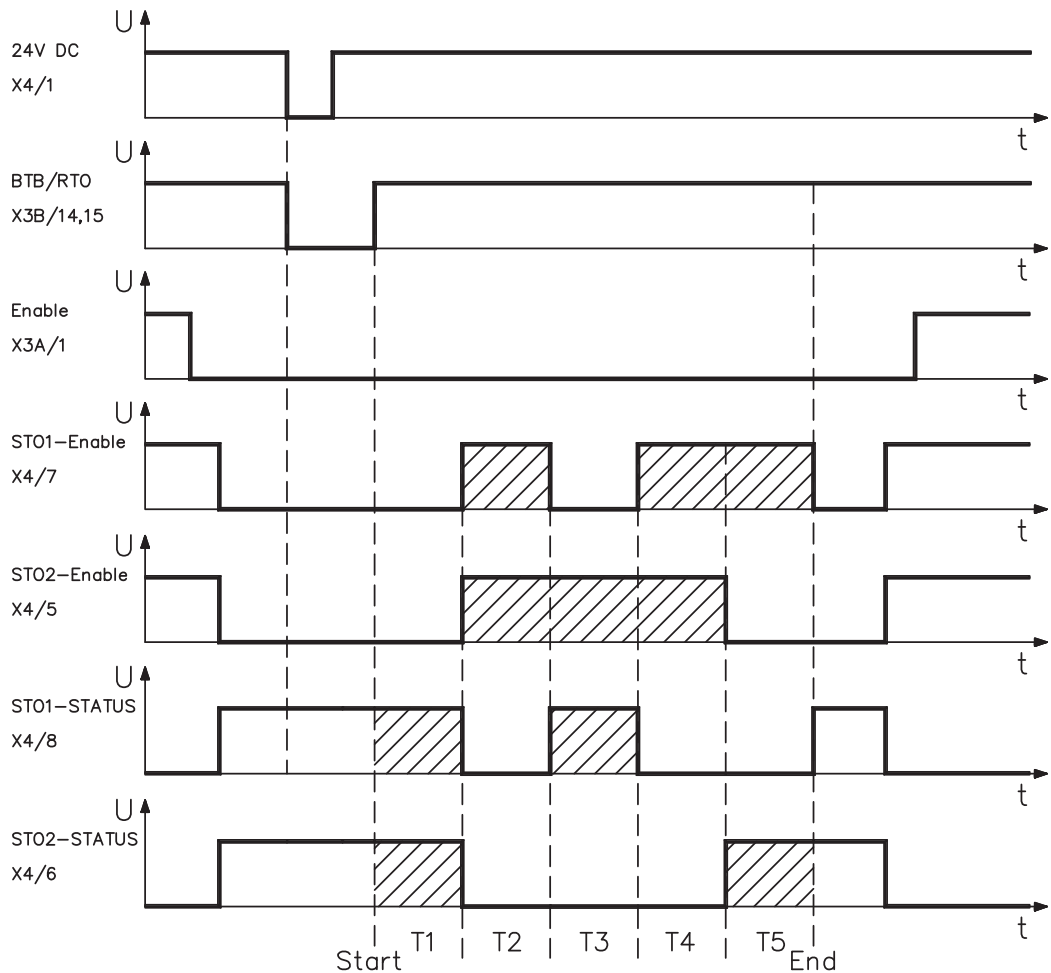 U
24V DC
X4/1
t
U
BTB/RTO
X3B/14,15
t
U
Enable
X3A/1
t
U
STO1-Enable
X4/7
t
U
STO2-Enable
X4/5
t
U
STO1-STATUS
X4/8
t
U
STO2-STATUS
X4/6
t
T1 T2 T3 T4 T5
Start End